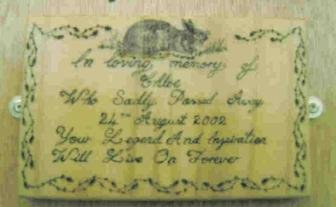 In loving memory of
Chloe
Who Sadly Passed Away
24TH August 2002
Your Legend And Inspiration
Will Live On Forever